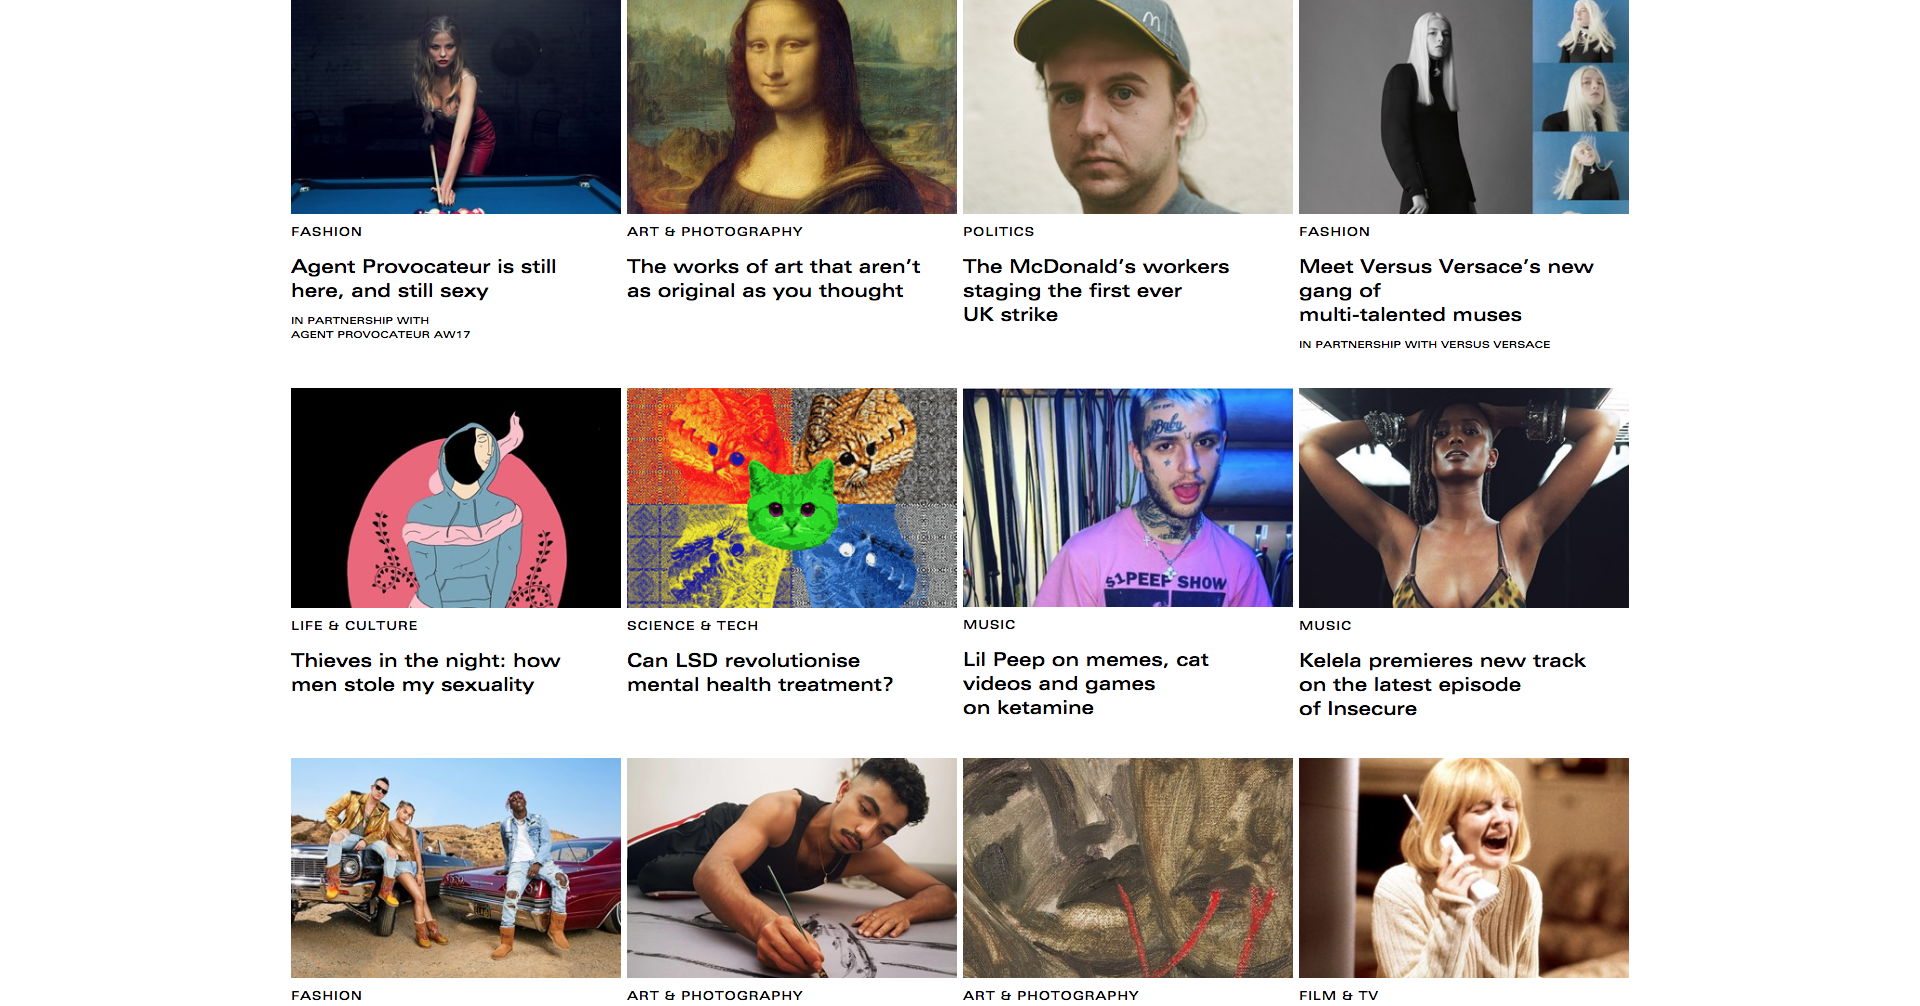 FASHION
Agent Provocateur is still
here, and still sexy
IN PARTNERSHIP WITH
AGENT PROVOCATEUR AW17
ART & PHOTOGRAPHY
The works of art that aren’t
as original as you thought
POLITICS
The McDonald’s workers
staging the first ever
UK strike
FASHION
Meet Versus Versace’s new
gang of
multi-talented muses
IN PARTNERSHIP WITH VERSUS VERSACE
LIFE & CULTURE
Thieves in the night: how
men stole my sexuality
SCIENCE & TECH
Can LSD revolutionise
mental health treatment?
Baby
$1PEEP SHOW
MUSIC
Lil Peep on memes, cat
videos and games
on ketamine
MUSIC
Kelela premieres new track
on the latest episode
of Insecure
FASHION
ART & PHOTOGRAPHY
ART & PHOTOGRAPHY
FILM & TV